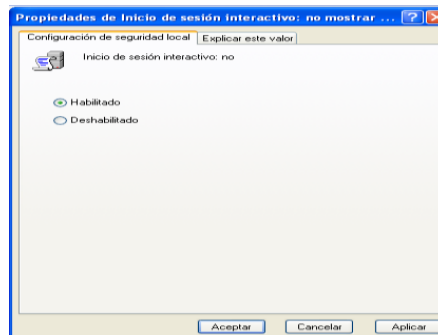 Propiedades de Inicio de sesión interactivo: no mostrar ...
Configuración de seguridad local
Explicar este valor
Inicio de sesión interactivo: no
Habilitado
Deshabilitado
Aceptar
Cancelar
Aplicar